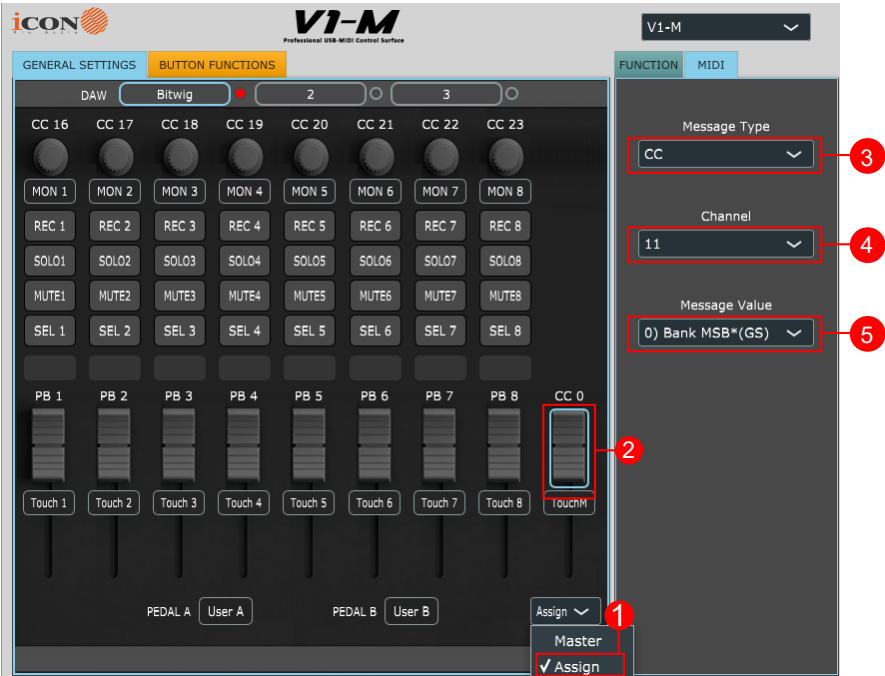 iCON
Pro Audio
V1-M
Professional USB-MIDI Control Surface
V1-M
GENERAL SETTINGS BUTTON FUNCTIONS
FUNCTION MIDI
DAW Bitwig 2 3
CC 16 CC 17 CC 18 CC 19 CC 20 CC 21 CC 22 CC 23
Message Type
CC
3
MON 1 MON 2 MON 3 MON 4 MON 5 MON 6 MON 7 MON 8
REC 1 REC 2 REC 3 REC 4 REC 5 REC 6 REC 7 REC 8
Channel
11
4
SOLO1 SOLO2 SOLO3 SOLO4 SOLO5 SOLO6 SOLO7 SOLO8
MUTE1 MUTE2 MUTE3 MUTE4 MUTE5 MUTE6 MUTE7 MUTE8
Message Value
0) Bank MSB*(GS)
5
SEL 1 SEL 2 SEL 3 SEL 4 SEL 5 SEL 6 SEL 7 SEL 8
PB 1 PB 2 PB 3 PB 4 PB 5 PB 6 PB 7 PB 8 CC 0
2
Touch 1 Touch 2 Touch 3 Touch 4 Touch 5 Touch 6 Touch 7 Touch 8 TouchM
PEDAL A User A PEDAL B User B Assign
1
Master
✓ Assign